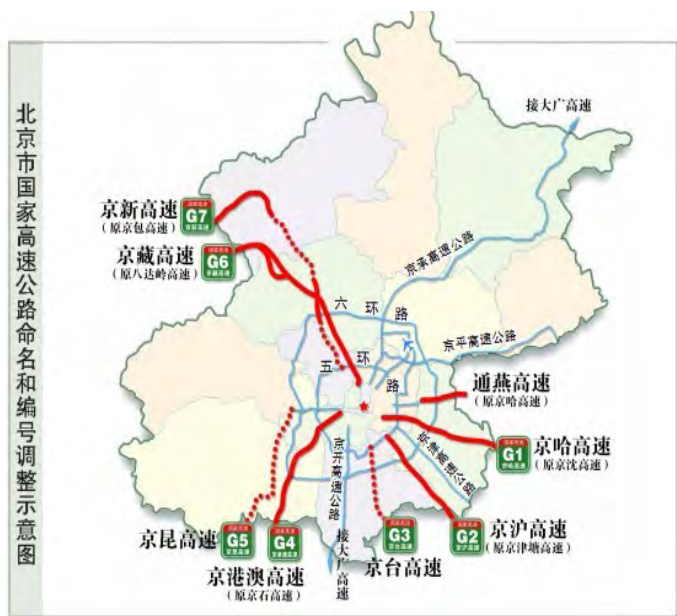 北京市国家高速公路命名和编号调整示意图
接大广高速
京新高速
（原京包高速）
G7
京藏高速
（原八达岭高速）
G6
京承高速公路
六环路
京平高速公路
五环路
通燕高速
（原京哈高速）
京哈高速
（原京沈高速）
G1
京津高速公路
京开高速公路
京沪高速
（原京津塘高速）
G2
京台高速
G3
接大广高速
京港澳高速
（原京石高速）
G4
京昆高速
G5